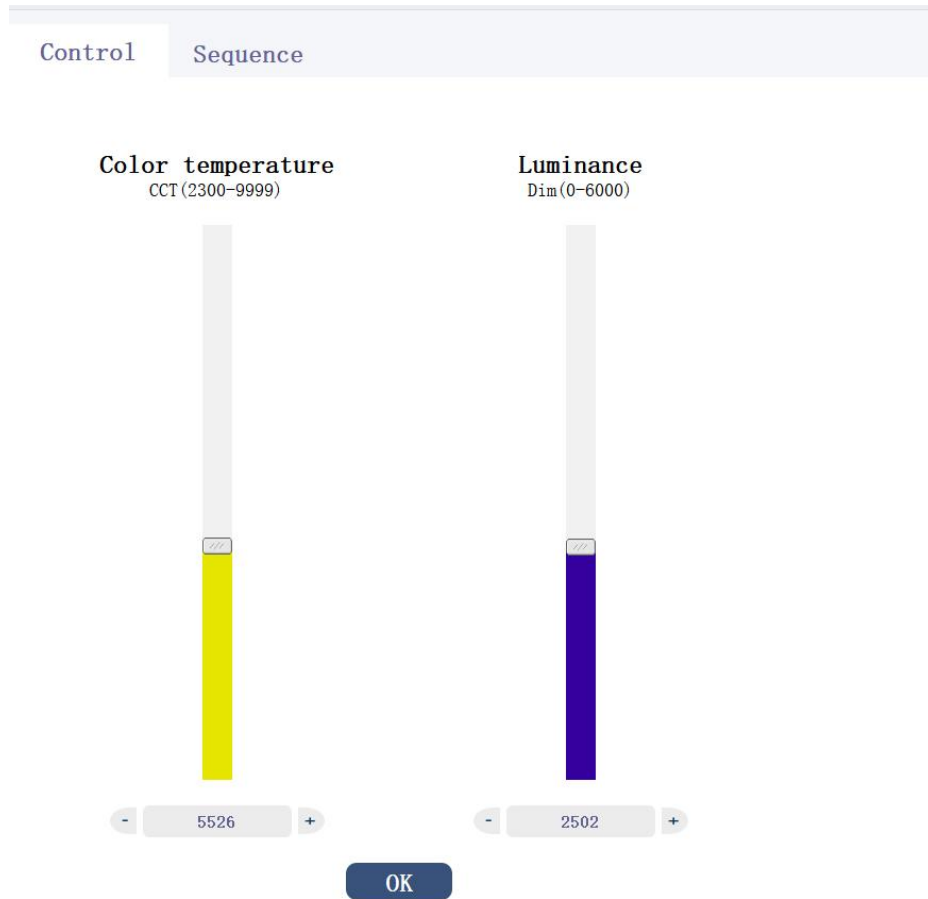 Control Sequence
Color temperature Luminance
CCT(2300-9999) Dim(0-6000)
- 5526 + - 2502 +
OK